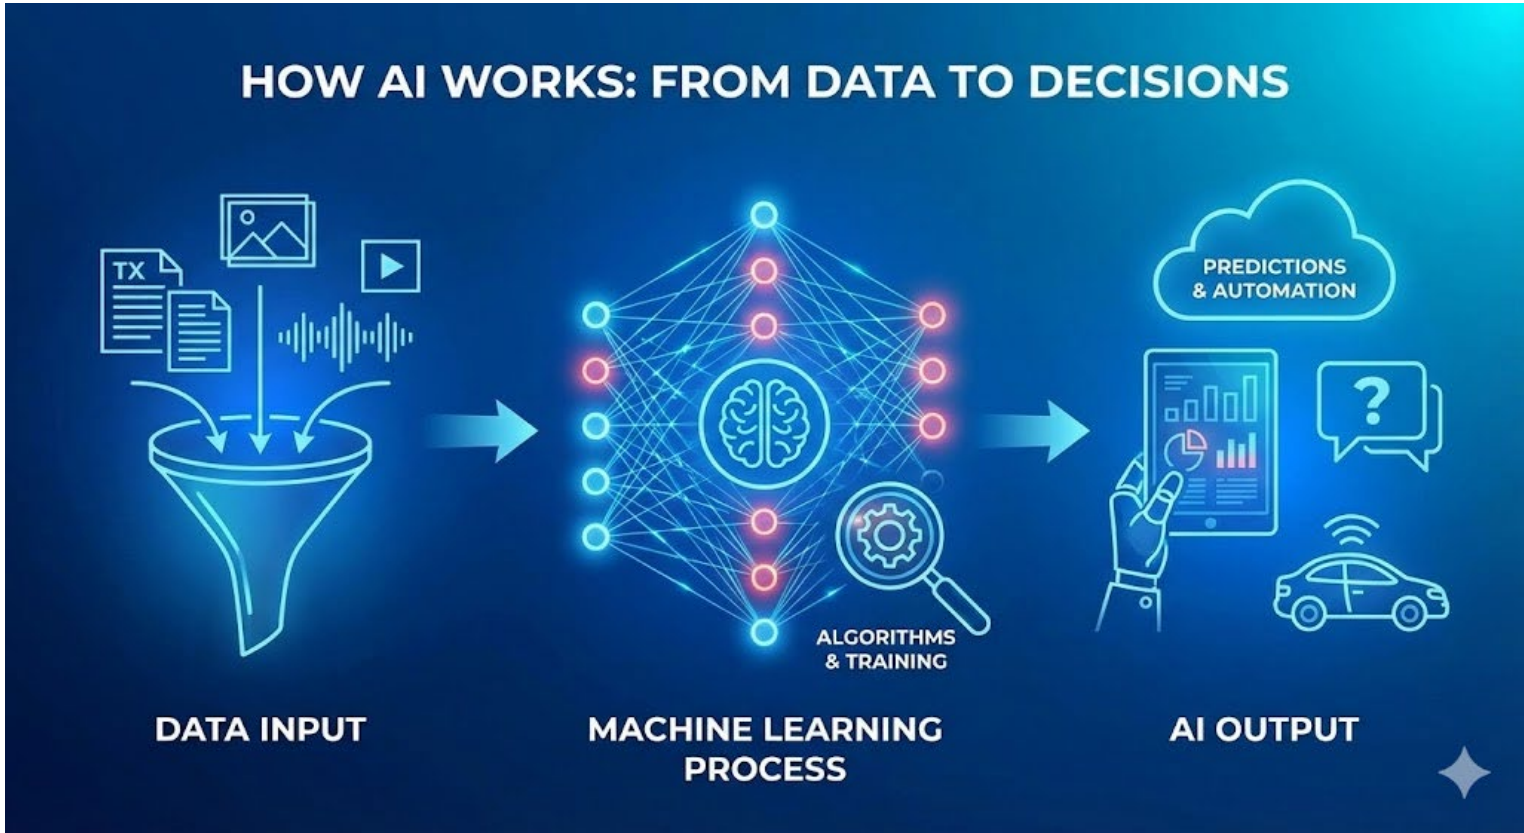 HOW AI WORKS: FROM DATA TO DECISIONS
TX
DATA INPUT
ALGORITHMS
& TRAINING
MACHINE LEARNING
PROCESS
PREDICTIONS
& AUTOMATION
?
AI OUTPUT